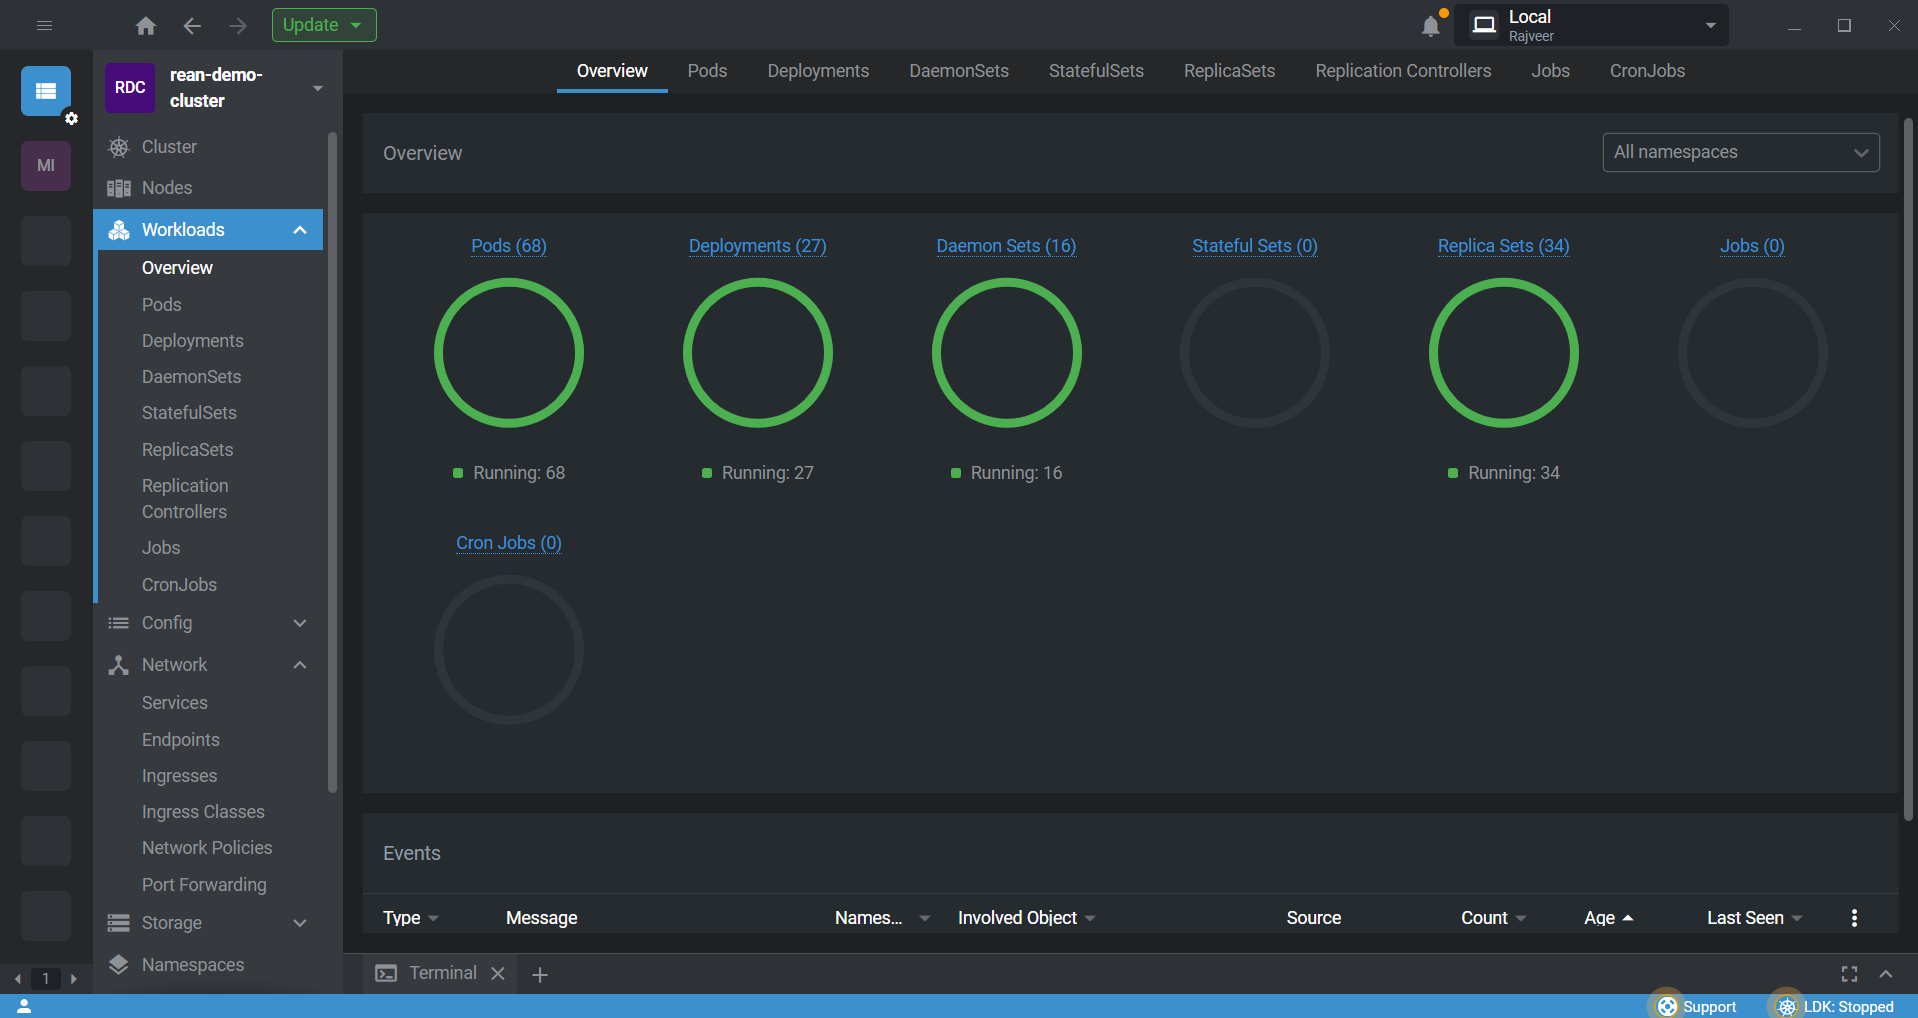 Update
Local
Rajveer
RDC
rean-demo-
cluster
MI
Cluster
Nodes
Workloads
Overview
Pods
Deployments
DaemonSets
StatefulSets
ReplicaSets
Replication
Controllers
Jobs
CronJobs
Config
Network
Services
Endpoints
Ingresses
Ingress Classes
Network Policies
Port Forwarding
Storage
Namespaces
1
Overview Pods Deployments DaemonSets StatefulSets ReplicaSets Replication Controllers Jobs CronJobs
Overview
All namespaces
Pods (68) Deployments (27) Daemon Sets (16) Stateful Sets (0) Replica Sets (34) Jobs (0)
Running: 68 Running: 27 Running: 16 Running: 34
Cron Jobs (0)
Events
Type Message Names... Involved Object Source Count Age Last Seen
Terminal
Support LDK: Stopped